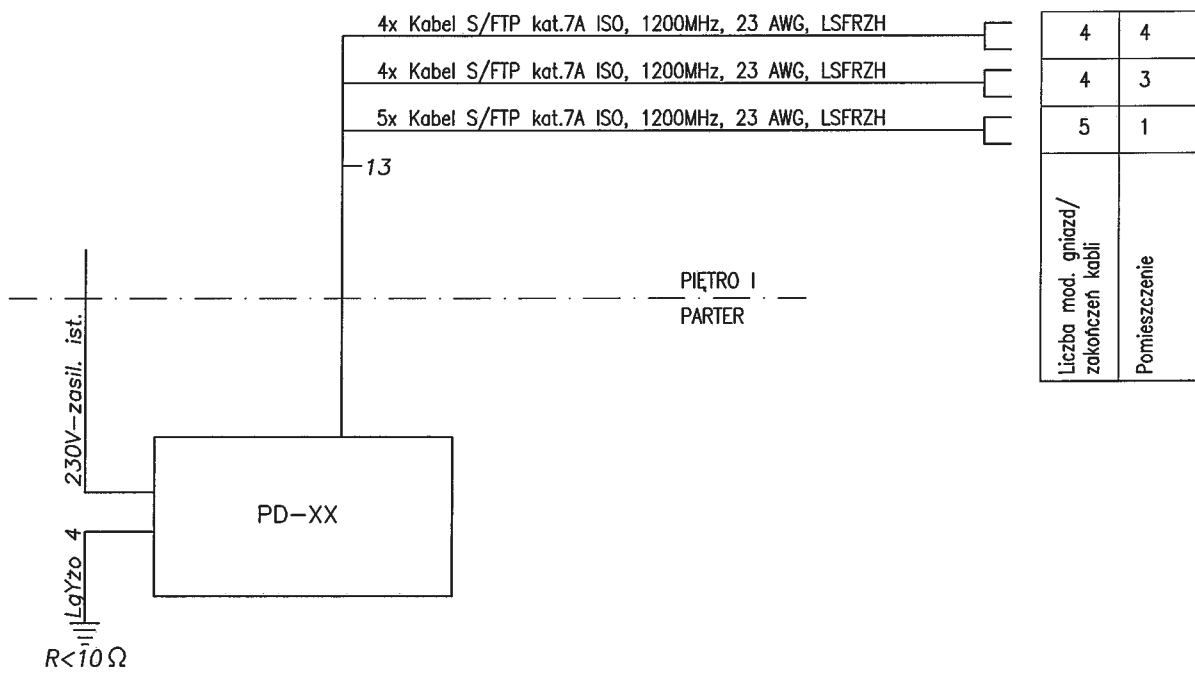 4x Kabel S/FTP kat.7A ISO, 1200MHz, 23 AWG, LSFRZH
4 4
4x Kabel S/FTP kat.7A ISO, 1200MHz, 23 AWG, LSFRZH
4 3
5x Kabel S/FTP kat.7A ISO, 1200MHz, 23 AWG, LSFRZH
5 1
13
Liczba mod. gniazd/
zakończeń kabli
Pomieszczenie
PIĘTRO I
PARTER
230V-zasil. ist.
PD-XX
LgYżo 4
R<10Ω